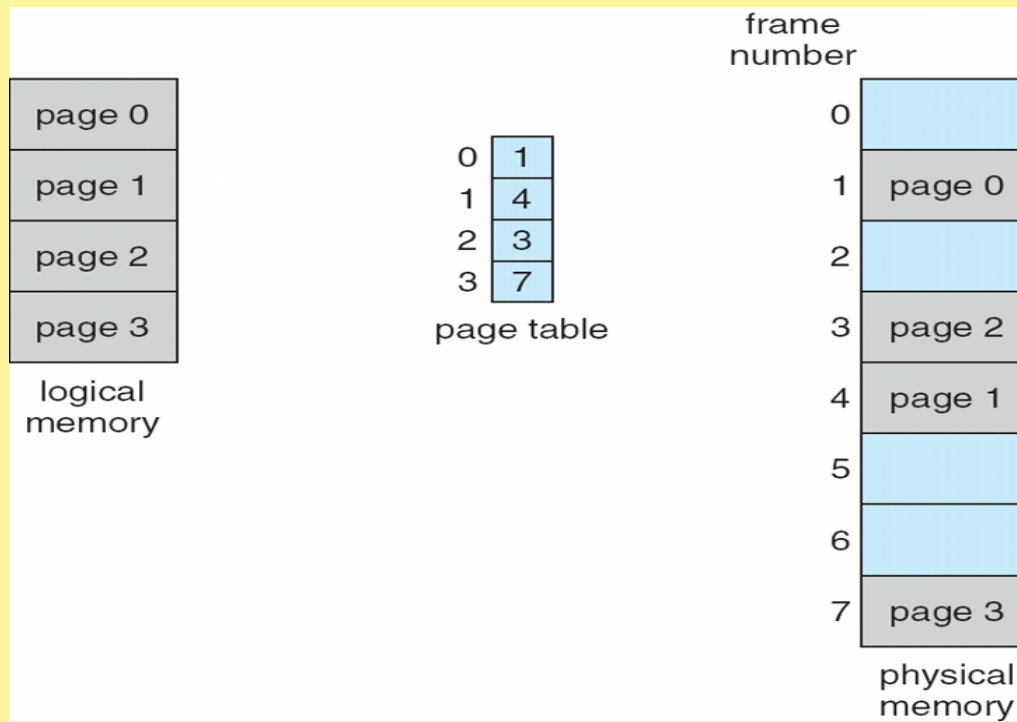 page 0
page 1
page 2
page 3
logical
memory
0 1
1 4
2 3
3 7
page table
frame
number
0
1 page 0
2
3 page 2
4 page 1
5
6
7 page 3
physical
memory